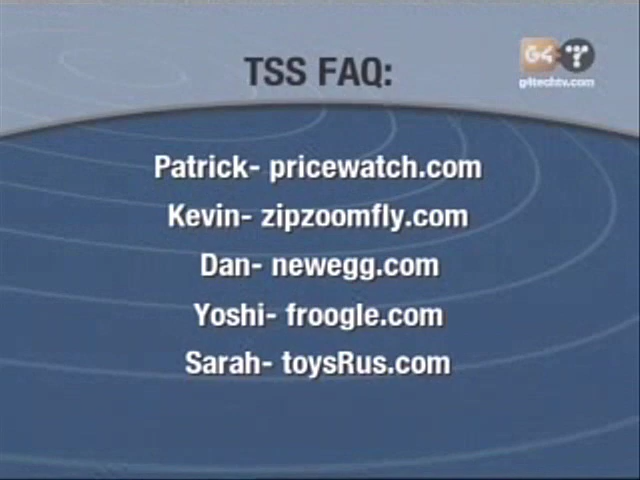 TSS FAQ:
G4
g4techtv.com
Patrick- pricewatch.com
Kevin- zipzoomfly.com
Dan- newegg.com
Yoshi- froogle.com
Sarah- toysRus.com